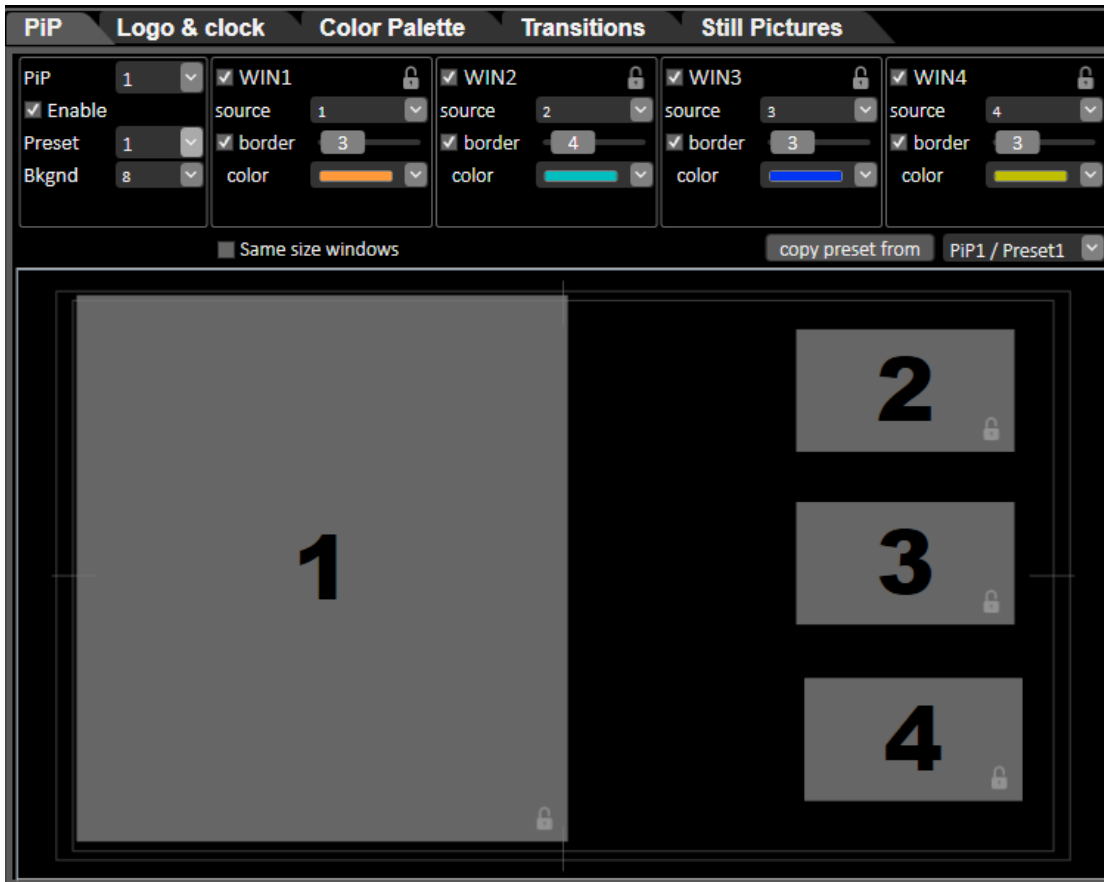 PiP Logo & clock Color Palette Transitions Still Pictures
PiP 1 WIN1 WIN2 WIN3 WIN4
Enable source 1 source 2 source 3 source 4
Preset 1 border 3 border 4 border 3 border 3
Bkgnd 8 color color color color
Same size windows copy preset from PiP1 / Preset1
1
2
3
4